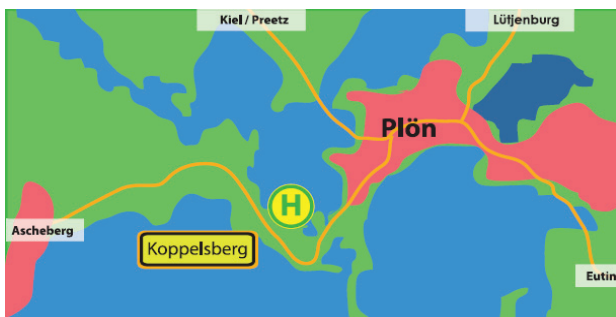 Kiel / Preetz
Lütjenburg
Plön
H
Ascheberg
Koppelsberg
Eutin